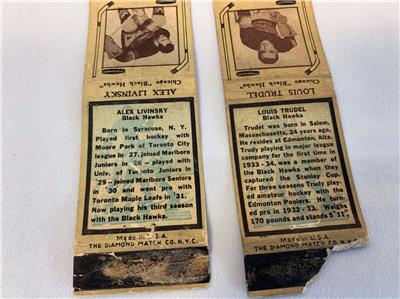 Chicago "Black Hawks"
ALEX LIVINSKY
ALEX LIVINSKY
Black Hawks
Born in Syracuse, N. Y.
Played first hockey with
Moore Park of Toronto City
league in '27, joined Marlboro
Juniors in '28 – played with
Univ. of Toronto Juniors in
'29 – Joined Marlboro Seniors
in '30 and went pro with
Toronto Maple Leafs in '31.
Now playing his third season
with the Black Hawks.
Made in U.S.A.
THE DIAMOND MATCH CO. N.Y.C.
Chicago "Black Hawks"
LOUIS TRUDEL
LOUIS TRUDEL
Black Hawks
Trudel was born in Salem,
Massachusetts, 24 years ago.
He resides at Edmonton, Alta.
Trudy playing in major league
company for the first time in
1933 - 34, was a member of
the Black Hawks when they
captured the Stanley Cup.
For three seasons Trudy play-
ed amateur hockey with the
Edmonton Poolers. He turn-
ed pro in 1932 - 33. Weighs
170 pounds and stands 5' 11".
Made in U.S.A.
THE DIAMOND MATCH CO. N.Y.C.